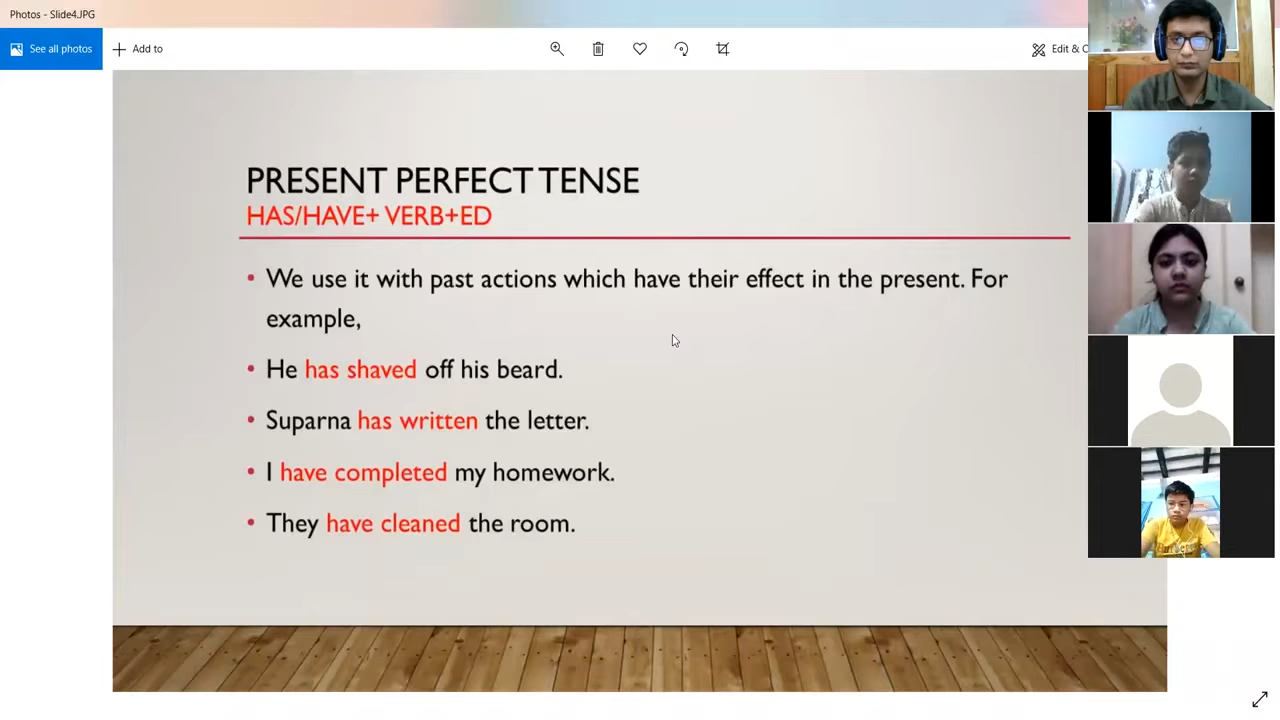 Photos - Slide4.JPG
See all photos
Add to
Edit & C
PRESENT PERFECT TENSE
HAS/HAVE+ VERB+ED
• We use it with past actions which have their effect in the present. For
example,
• He has shaved off his beard.
• Suparna has written the letter.
• I have completed my homework.
• They have cleaned the room.